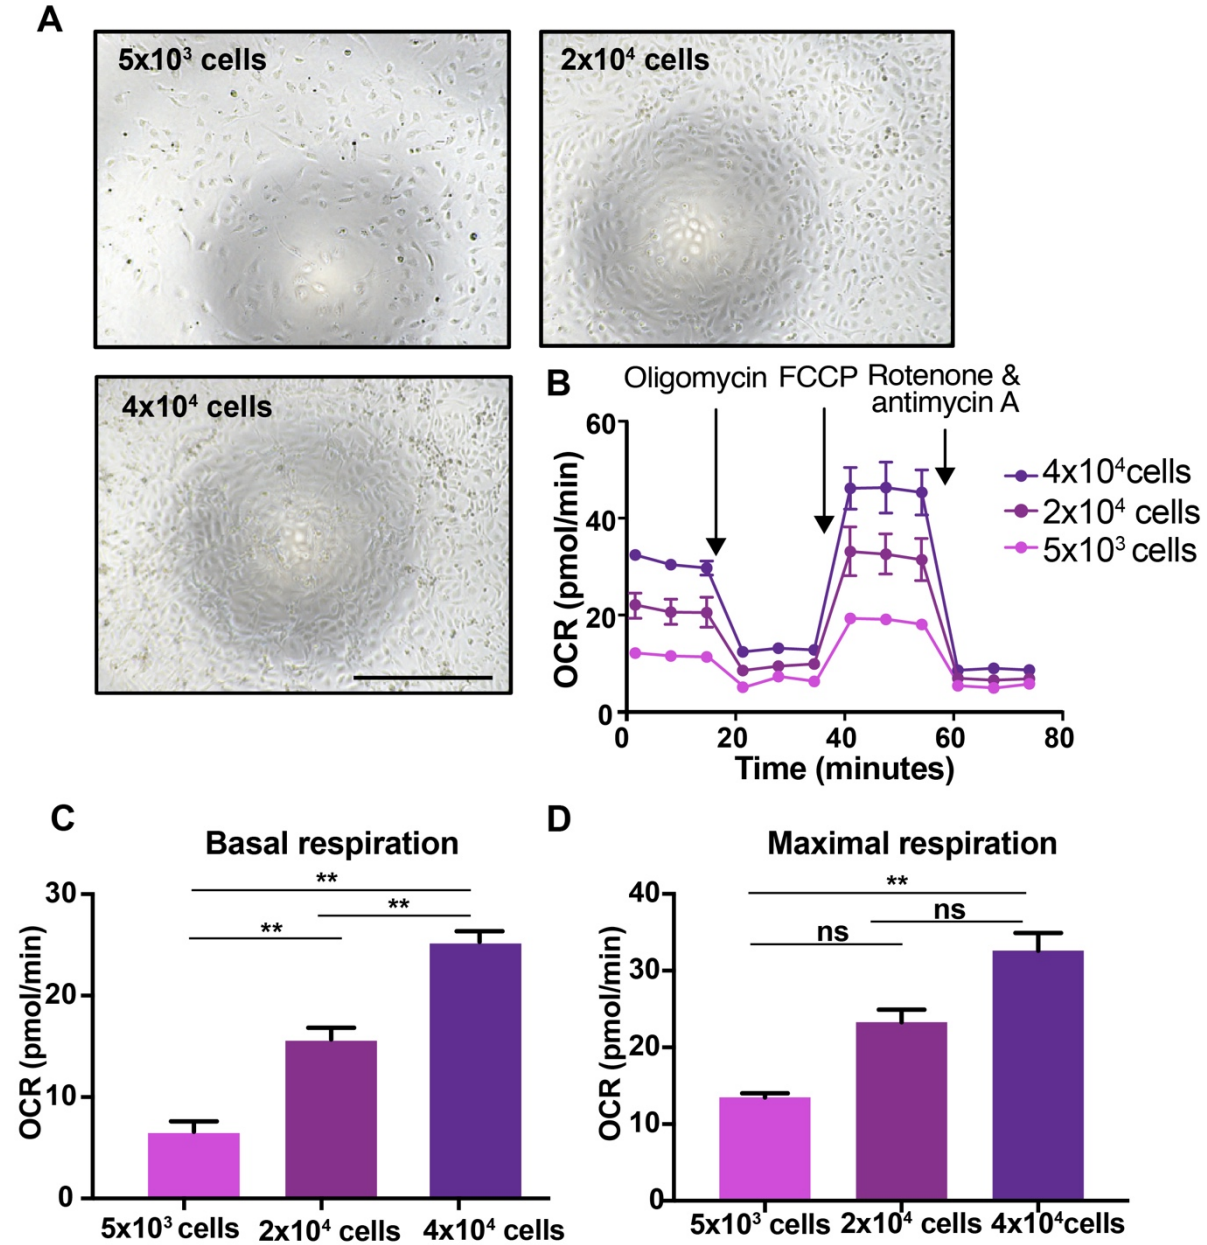 A
5x10³ cells
2x10⁴ cells
4x10⁴ cells
B
Oligomycin FCCP Rotenone &
antimycin A
60
40
20
0
OCR (pmol/min)
0 20 40 60 80
Time (minutes)
4x10⁴cells
2x10⁴ cells
5x10³ cells
C
Basal respiration
30
20
10
0
OCR (pmol/min)
**
**
**
5x10³ cells 2x10⁴ cells 4x10⁴ cells
D
Maximal respiration
40
30
20
10
0
OCR (pmol/min)
**
ns
ns
5x10³ cells 2x10⁴ cells 4x10⁴cells